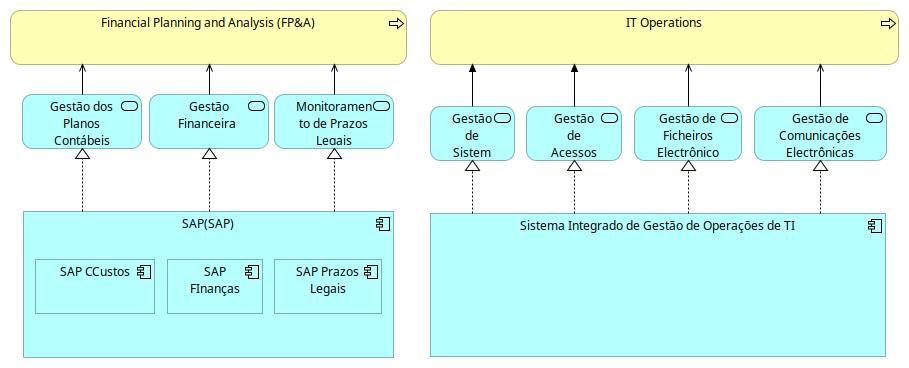 Financial Planning and Analysis (FP&A)
IT Operations
Gestão dos
Planos
Contábeis
Gestão
Financeira
Monitoramen
to de Prazos
Legais
Gestão
de
Sistem
Gestão
de
Acessos
Gestão de
Ficheiros
Electrônico
Gestão de
Comunicações
Electrônicas
SAP(SAP)
SAP CCustos
SAP
FInanças
SAP Prazos
Legais
Sistema Integrado de Gestão de Operações de TI